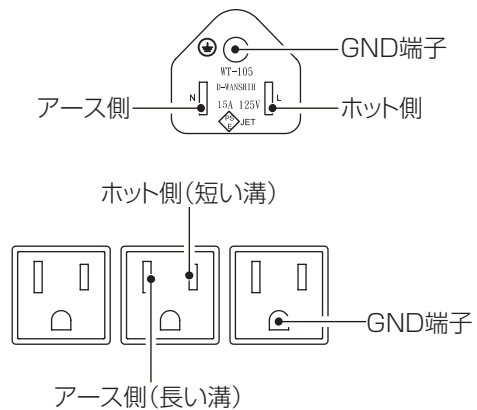 GND端子
WT-105
D-WANSHIH
N
L
15A 125V
アース側
ホット側
PS
E
JET
ホット側(短い溝)
GND端子
アース側(長い溝)